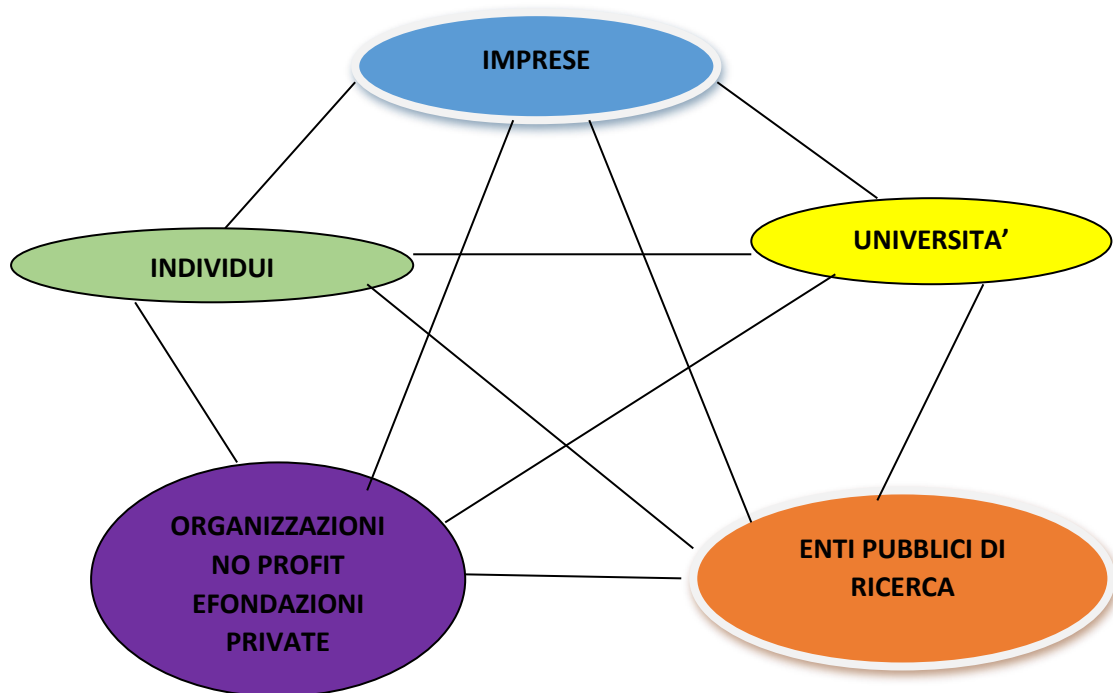 IMPRESE
UNIVERSITA’
INDIVIDUI
ORGANIZZAZIONI
NO PROFIT
EFONDAZIONI
PRIVATE
ENTI PUBBLICI DI
RICERCA